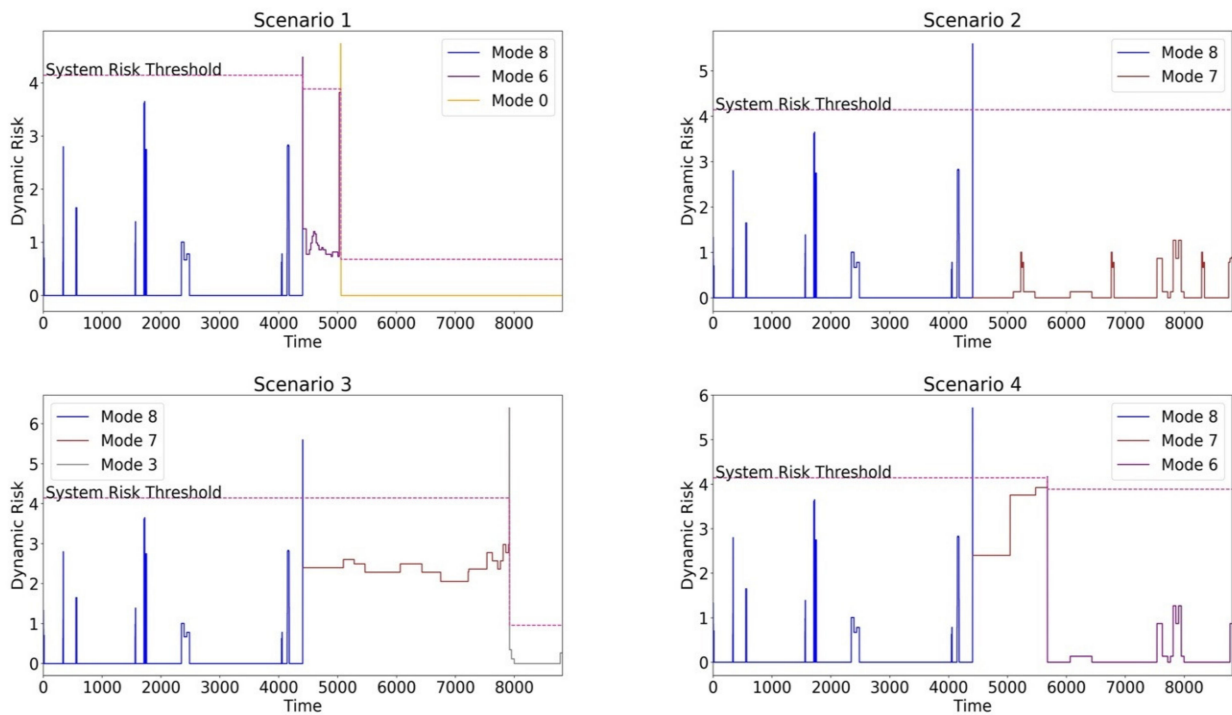 Scenario 1
System Risk Threshold
Mode 8
Mode 6
Mode 0
Dynamic Risk
4
3
2
1
0
0 1000 2000 3000 4000 5000 6000 7000 8000
Time
Scenario 2
System Risk Threshold
Mode 8
Mode 7
Dynamic Risk
5
4
3
2
1
0
0 1000 2000 3000 4000 5000 6000 7000 8000
Time
Scenario 3
Mode 8
Mode 7
Mode 3
System Risk Threshold
Dynamic Risk
6
5
4
3
2
1
0
0 1000 2000 3000 4000 5000 6000 7000 8000
Time
Scenario 4
System Risk Threshold
Mode 8
Mode 7
Mode 6
Dynamic Risk
6
5
4
3
2
1
0
0 1000 2000 3000 4000 5000 6000 7000 8000
Time